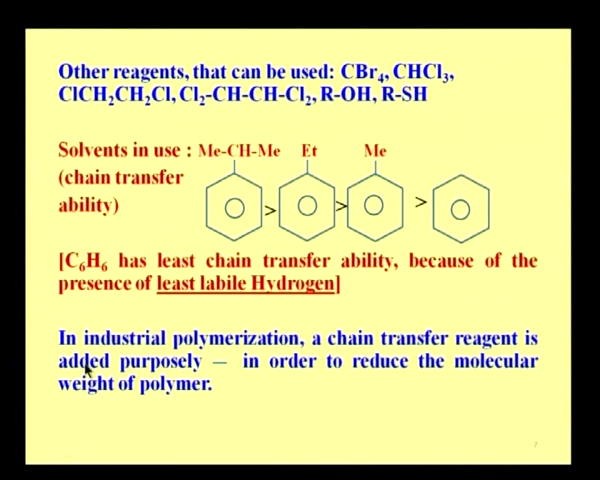 Other reagents, that can be used: CBr₄, CHCl₃,
ClCH₂CH₂Cl, Cl₂-CH-CH-Cl₂, R-OH, R-SH
Solvents in use : Me-CH-Me Et Me
(chain transfer
ability)
> > >
[C₆H₆ has least chain transfer ability, because of the
presence of least labile Hydrogen]
In industrial polymerization, a chain transfer reagent is
added purposely — in order to reduce the molecular
weight of polymer.
7